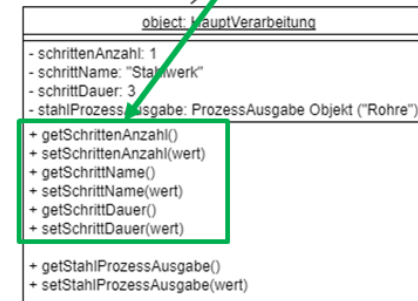 object: HauptVerarbeitung
- schrittenAnzahl: 1
- schrittName: "Stahlwerk"
- schrittDauer: 3
- stahlProzessAusgabe: ProzessAusgabe Objekt ("Rohre")
+ getSchrittenAnzahl()
+ setSchrittenAnzahl(wert)
+ getSchrittName()
+ setSchrittName(wert)
+ getSchrittDauer()
+ setSchrittDauer(wert)
+ getStahlProzessAusgabe()
+ setStahlProzessAusgabe(wert)